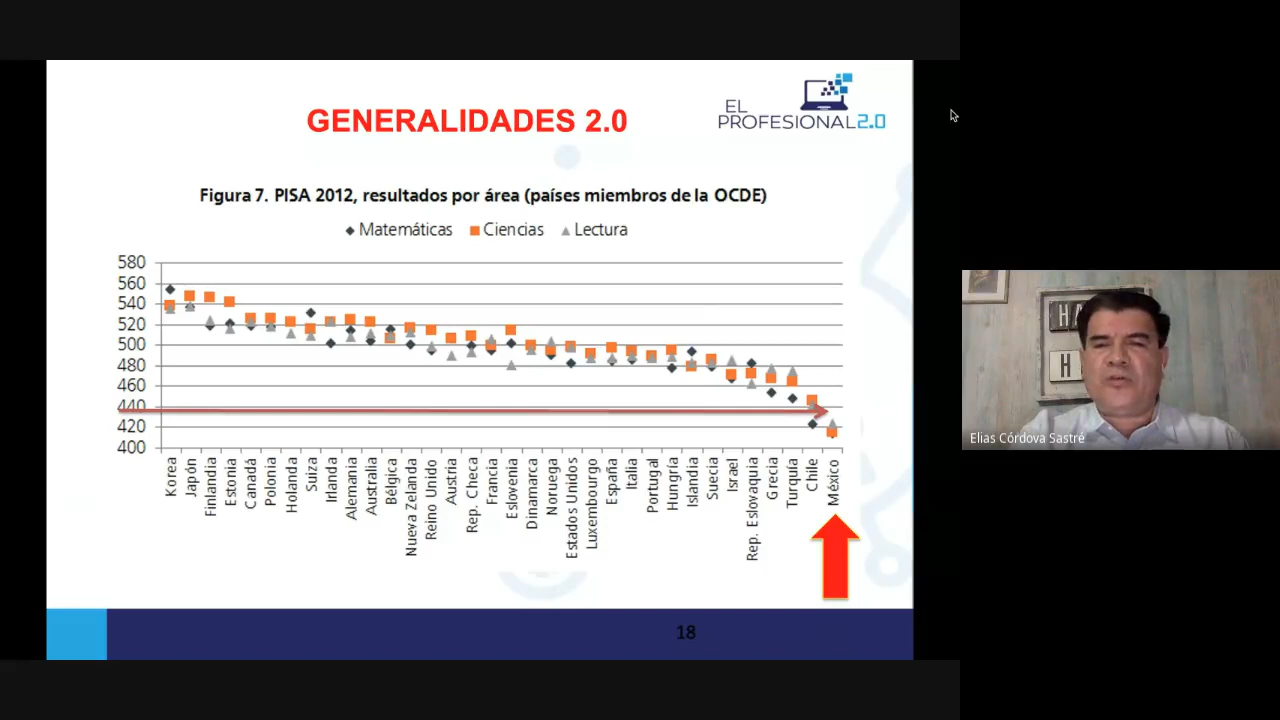 GENERALIDADES 2.0
EL
PROFESIONAL2.0
Figura 7. PISA 2012, resultados por área (países miembros de la OCDE)
Matemáticas Ciencias Lectura
580
560
540
520
500
480
460
440
420
400
Korea
Japón
Finlandia
Estonia
Canadá
Polonia
Holanda
Suiza
Irlanda
Alemania
Australia
Bélgica
Nueva Zelanda
Reino Unido
Austria
Rep. Checa
Francia
Eslovenia
Dinamarca
Noruega
Estados Unidos
Luxembourgo
España
Italia
Portugal
Hungría
Islandia
Suecia
Israel
Rep. Eslovaquia
Grecia
Turquía
Chile
México
18
HA
H
Elias Córdova Sastré